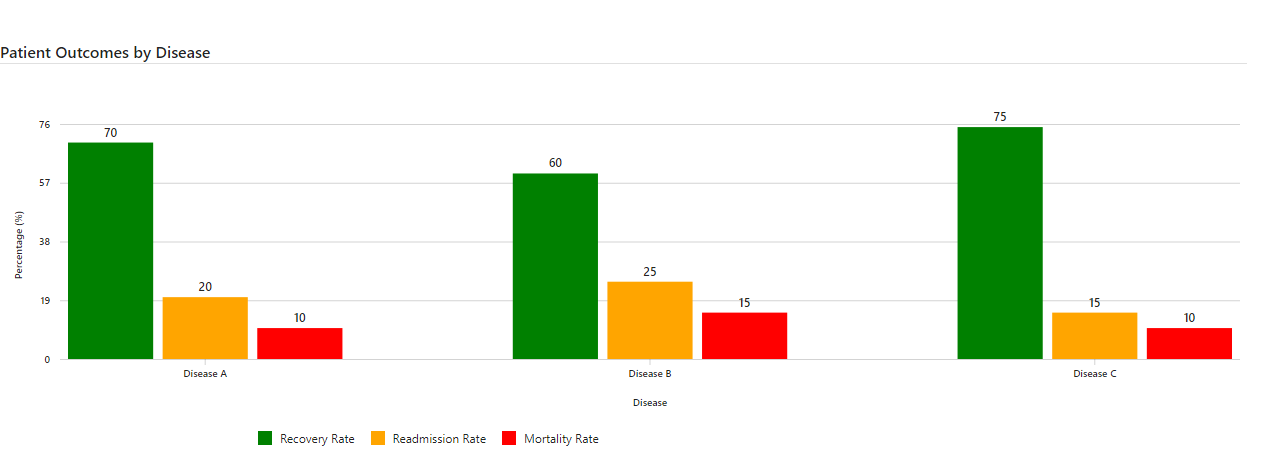 Patient Outcomes by Disease
75
76
70
60
57
Percentage (%)
38
25
20
19
15
15
10
10
0
Disease A
Disease B
Disease C
Disease
Recovery Rate
Readmission Rate
Mortality Rate